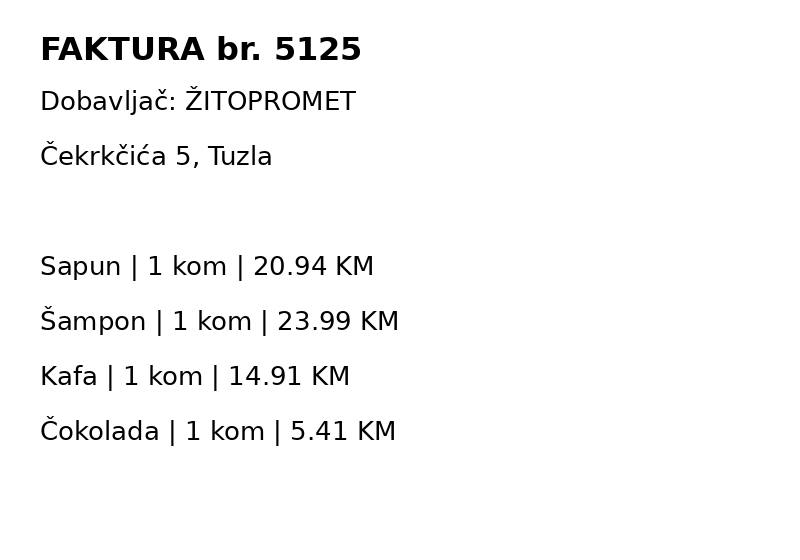 FAKTURA br. 5125
Dobavljač: ŽITOPROMET
Čekrkčića 5, Tuzla
Sapun | 1 kom | 20.94 KM
Šampon | 1 kom | 23.99 KM
Kafa | 1 kom | 14.91 KM
Čokolada | 1 kom | 5.41 KM